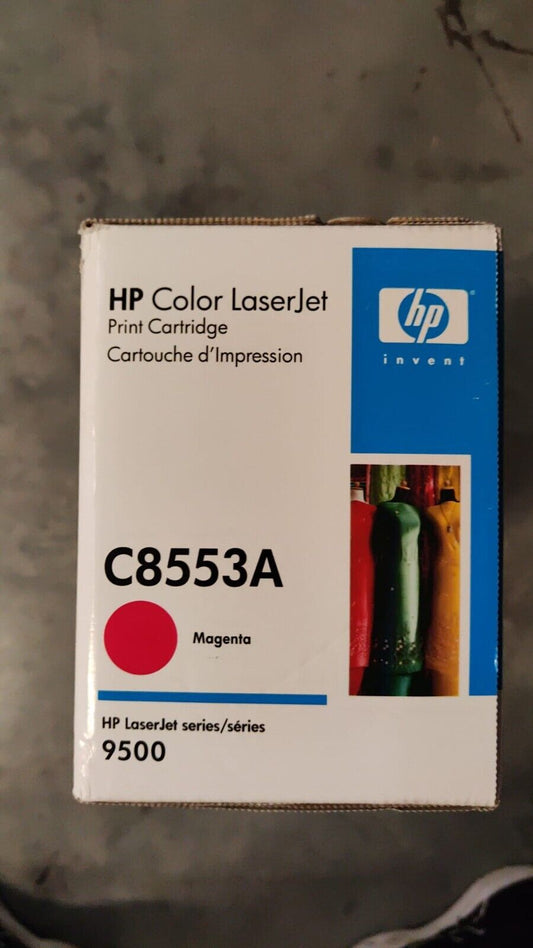 HP Color LaserJet
Print Cartridge
Cartouche d'Impression
hp
invent
C8553A
Magenta
HP LaserJet series/séries
9500